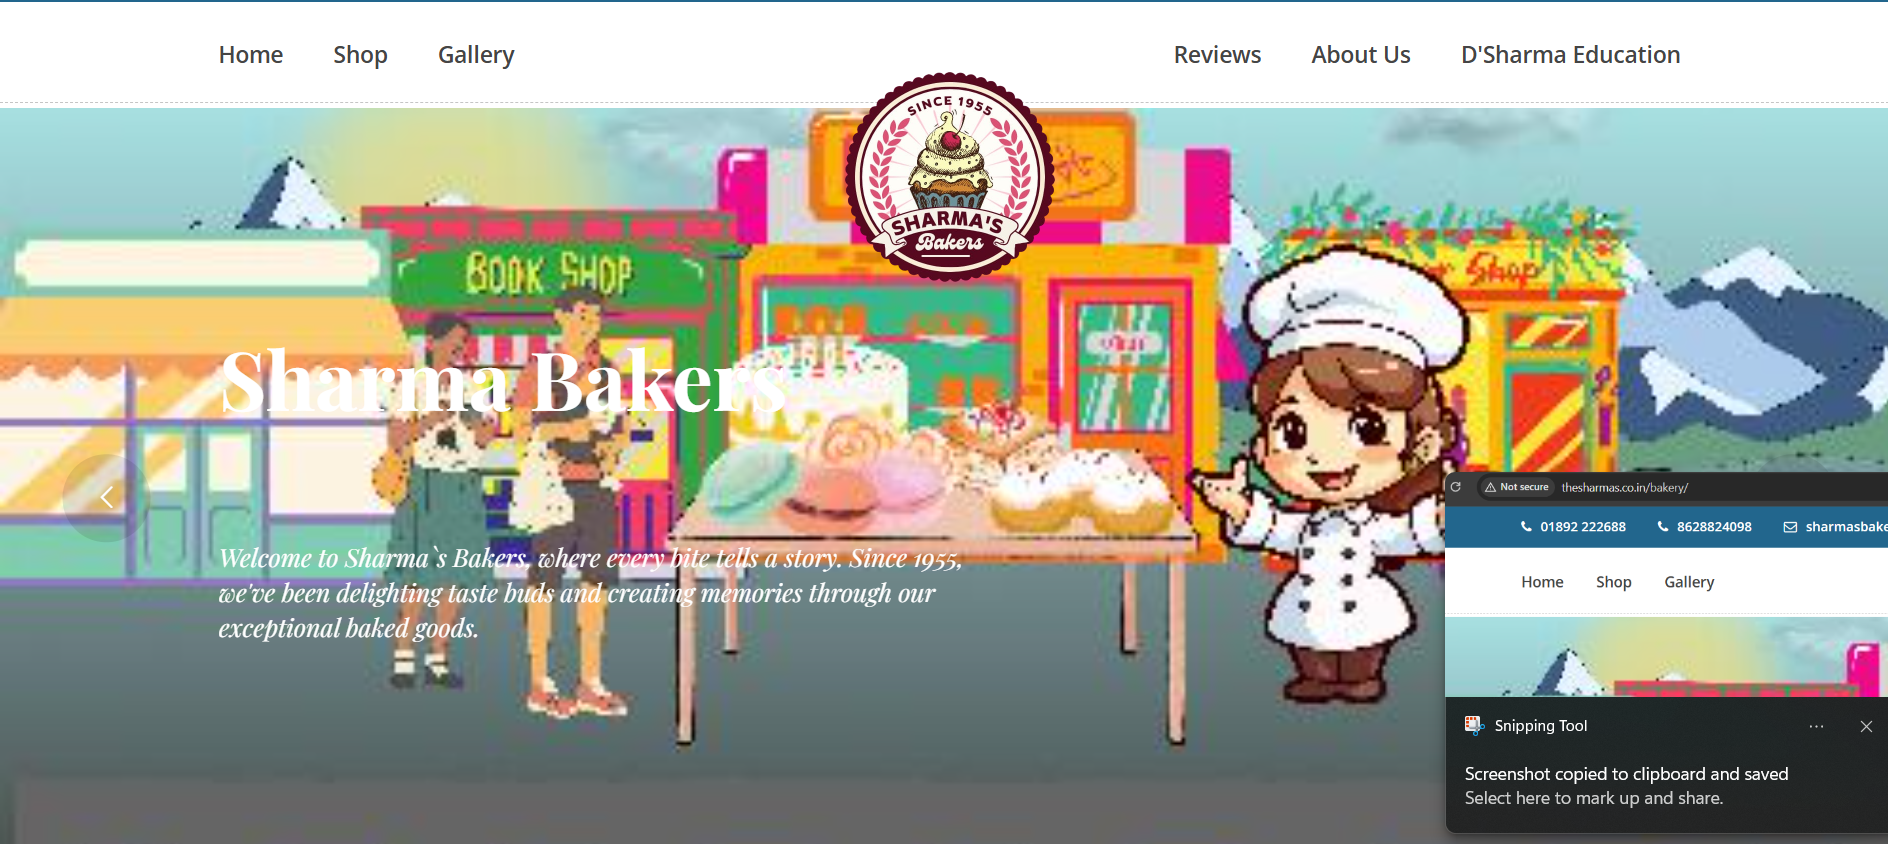 Home Shop Gallery Reviews About Us D'Sharma Education
SINCE 1955
SHARMA'S
Bakers
BOOK SHOP
Shop
Sharma Bakers
Welcome to Sharma`s Bakers, where every bite tells a story. Since 1955,
we've been delighting taste buds and creating memories through our
exceptional baked goods.
Not secure thesharmas.co.in/bakery/
01892 222688 8628824098 sharmasbake
Home Shop Gallery
Snipping Tool
Screenshot copied to clipboard and saved
Select here to mark up and share.